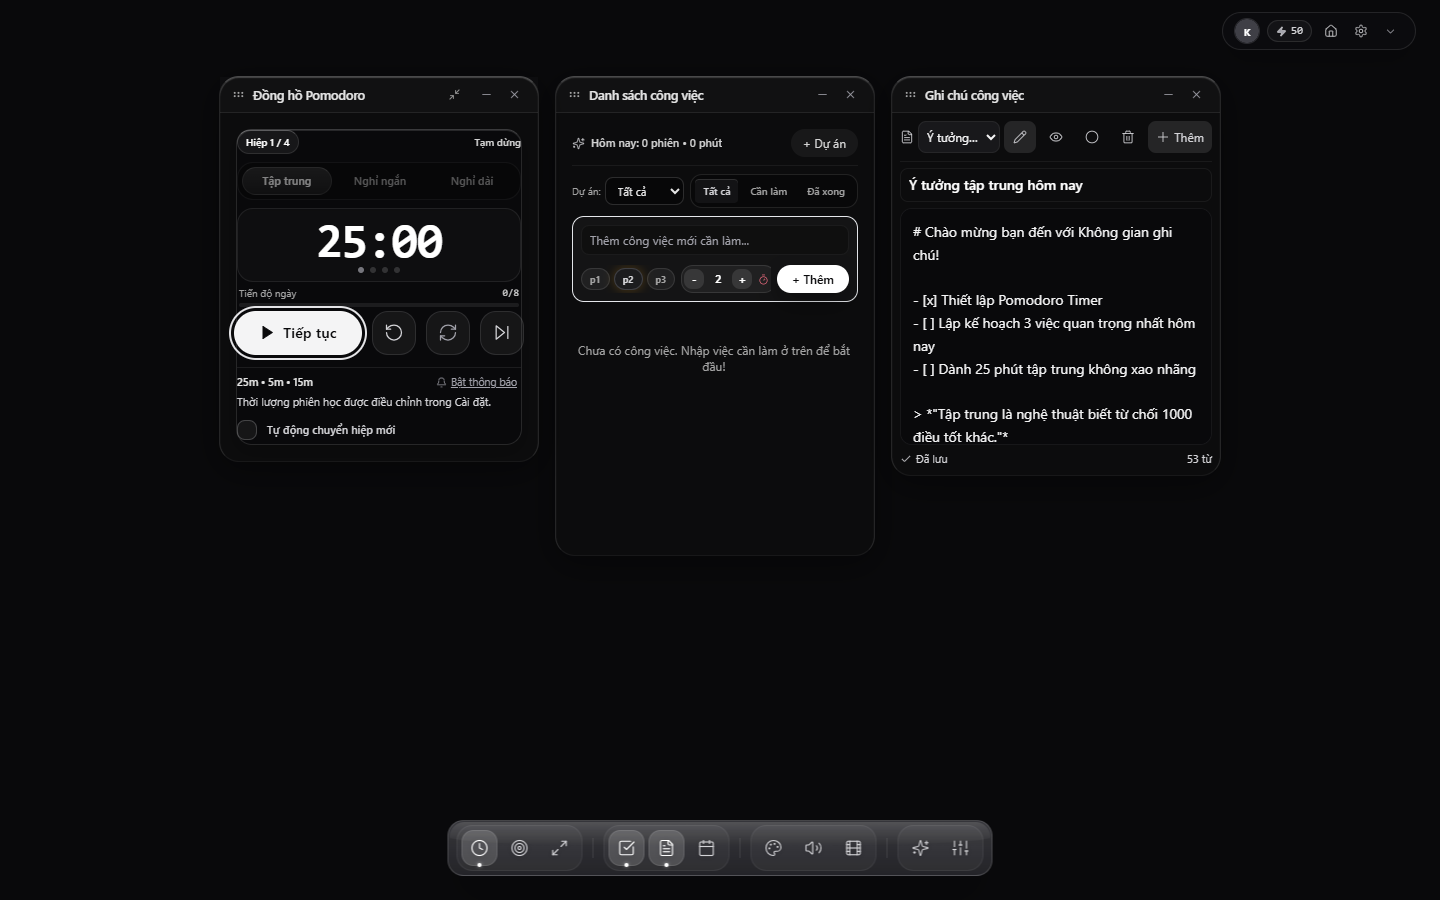 K
50
Đồng hồ Pomodoro
Hiệp 1 / 4
Tạm dừng
Tập trung
Nghỉ ngắn
Nghỉ dài
25:00
Tiến độ ngày
0/8
Tiếp tục
25m • 5m • 15m
Bật thông báo
Thời lượng phiên học được điều chỉnh trong Cài đặt.
Tự động chuyển hiệp mới
Danh sách công việc
Hôm nay: 0 phiên • 0 phút
+ Dự án
Dự án:
Tất cả
Tất cả
Cần làm
Đã xong
Thêm công việc mới cần làm...
p1
p2
p3
-
2
+
+ Thêm
Chưa có công việc. Nhập việc cần làm ở trên để bắt
đầu!
Ghi chú công việc
Ý tưởng...
Thêm
Ý tưởng tập trung hôm nay
# Chào mừng bạn đến với Không gian ghi
chú!
- [x] Thiết lập Pomodoro Timer
- [ ] Lập kế hoạch 3 việc quan trọng nhất hôm
nay
- [ ] Dành 25 phút tập trung không xao nhãng
> *"Tập trung là nghệ thuật biết từ chối 1000
điều tốt khác."*
Đã lưu
53 từ